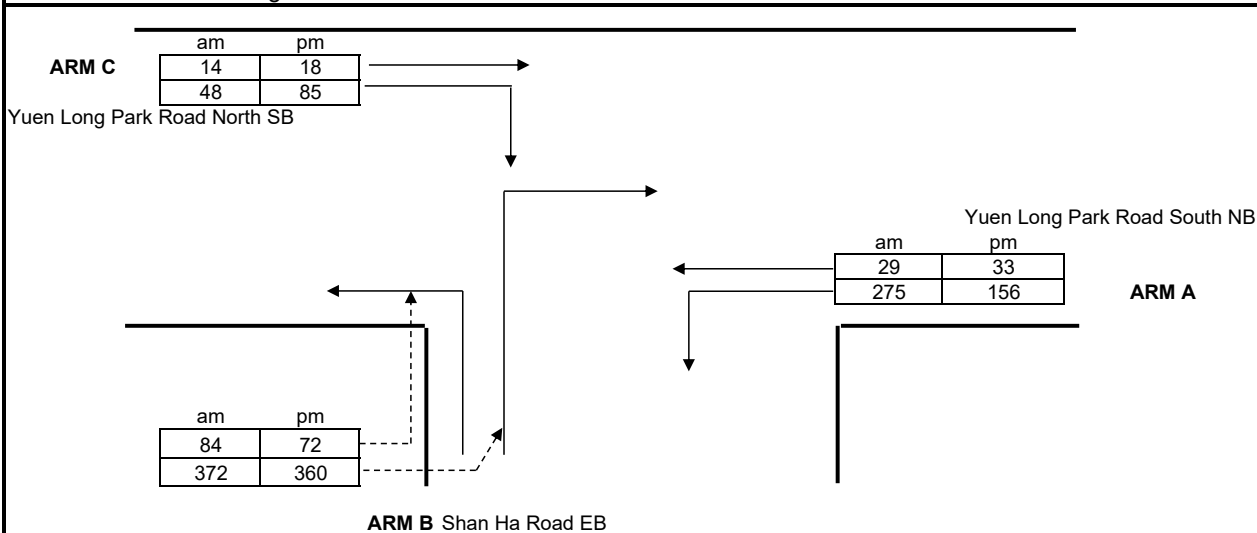 am pm
ARM C 14 18
48 85
Yuen Long Park Road North SB
Yuen Long Park Road South NB
am pm
29 33
275 156 ARM A
am pm
84 72
372 360
ARM B Shan Ha Road EB